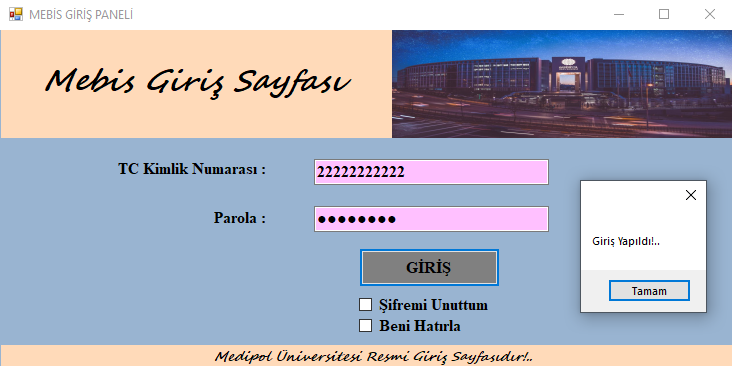 MEBİS GİRİŞ PANELİ
Mebis Giriş Sayfası
TC Kimlik Numarası :
22222222222
Parola :
●●●●●●●●
GİRİŞ
Şifremi Unuttum
Beni Hatırla
Giriş Yapıldı!..
Tamam
Medipol Üniversitesi Resmi Giriş Sayfasıdır!..